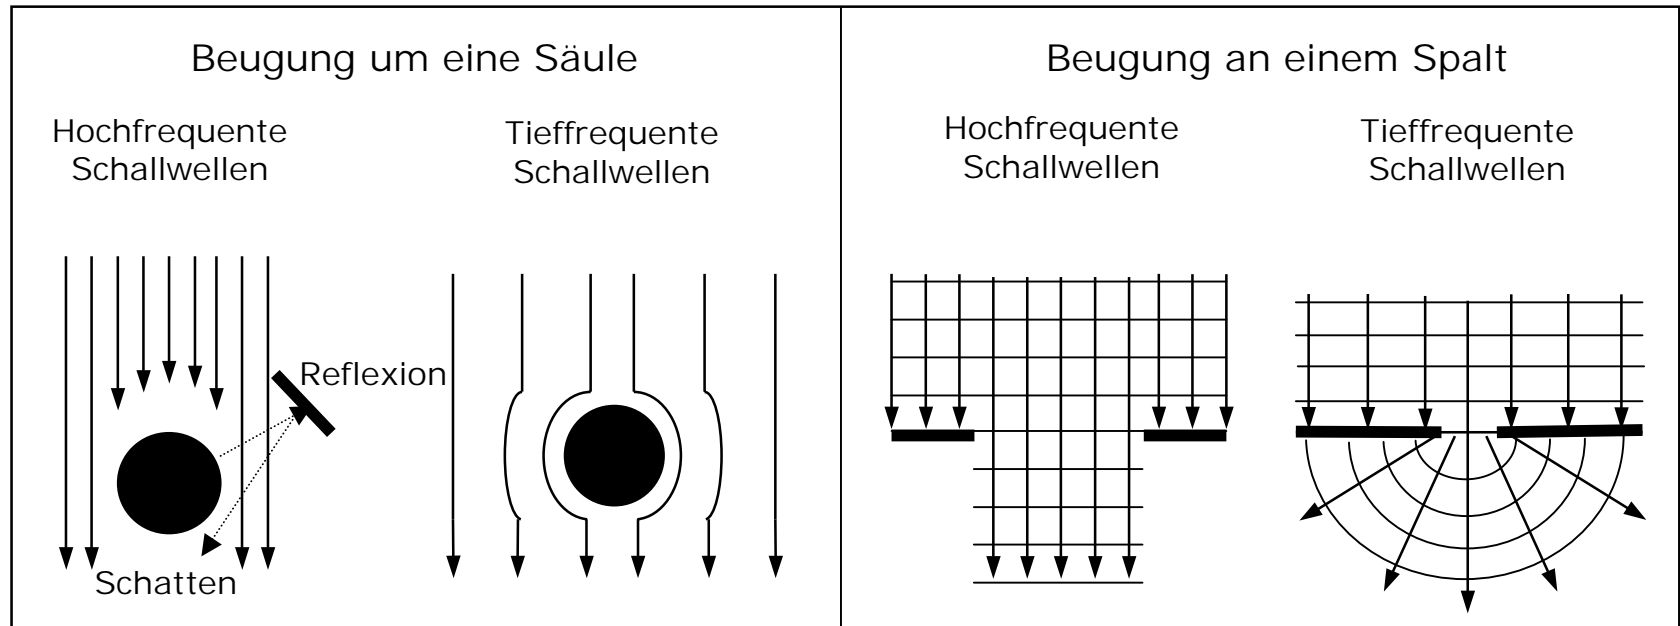 Beugung um eine Säule
Hochfrequente
Schallwellen
Tieffrequente
Schallwellen
Reflexion
Schatten
Beugung an einem Spalt
Hochfrequente
Schallwellen
Tieffrequente
Schallwellen